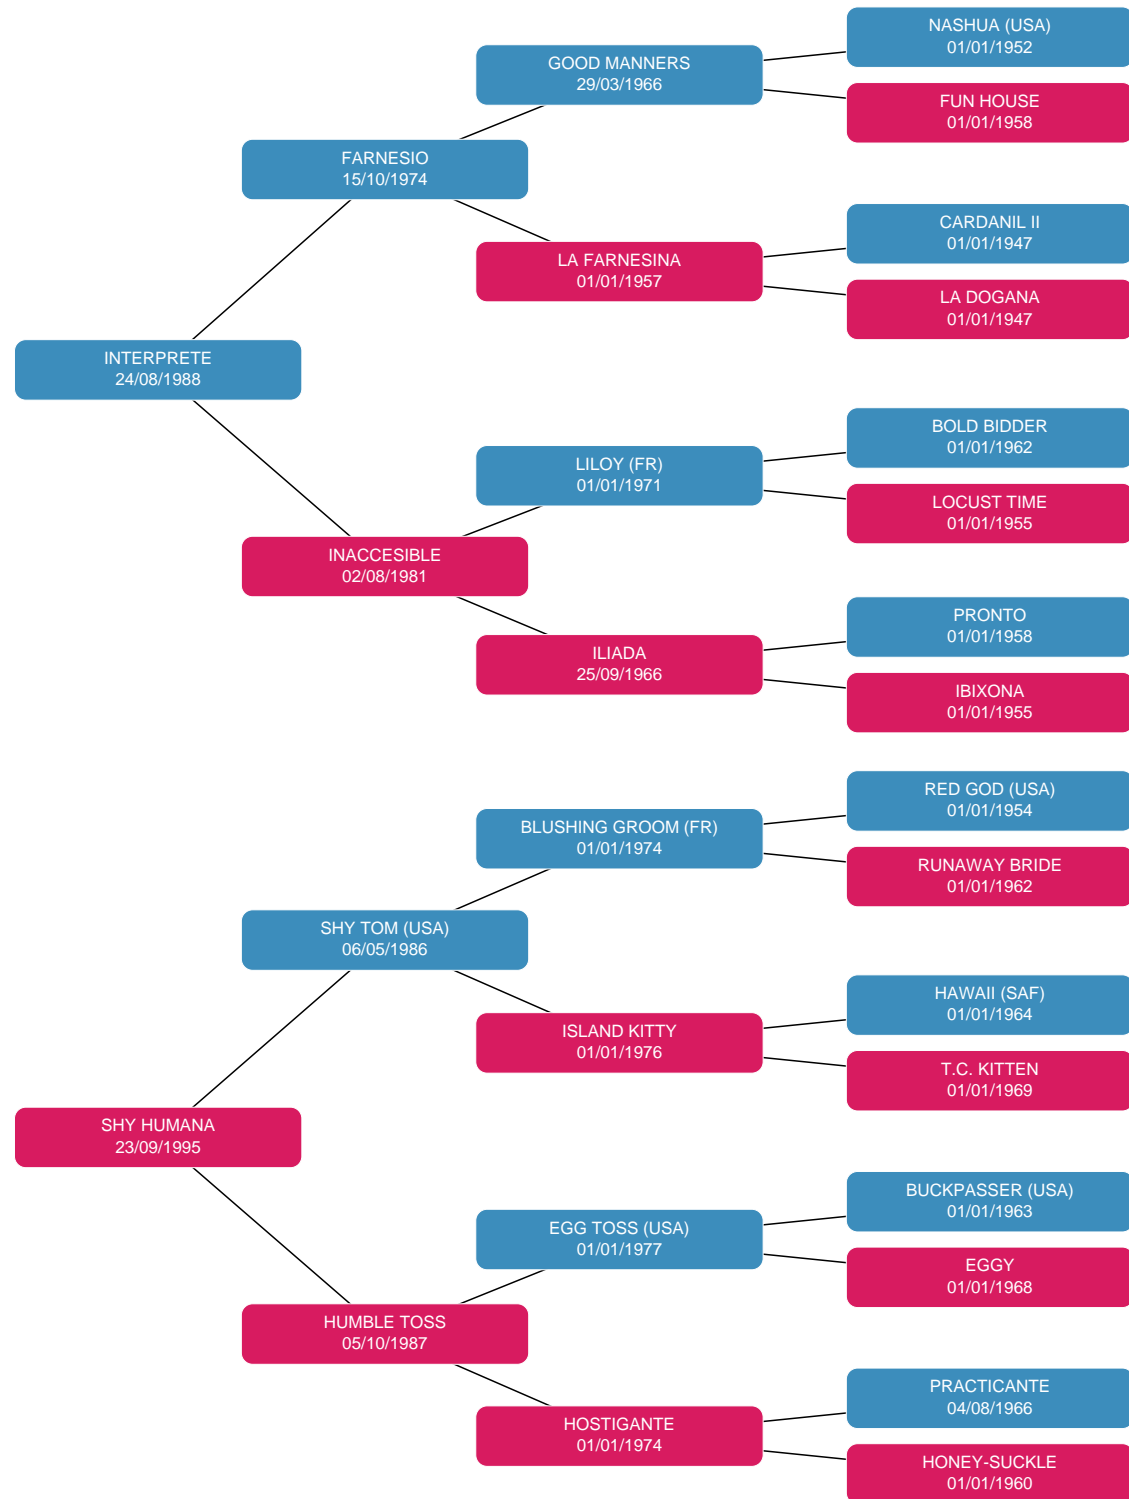 NASHUA (USA)
01/01/1952
GOOD MANNERS
29/03/1966
FUN HOUSE
01/01/1958
FARNESIO
15/10/1974
CARDANIL II
01/01/1947
LA FARNESINA
01/01/1957
LA DOGANA
01/01/1947
INTERPRETE
24/08/1988
BOLD BIDDER
01/01/1962
LILOY (FR)
01/01/1971
LOCUST TIME
01/01/1955
INACCESIBLE
02/08/1981
PRONTO
01/01/1958
ILIADA
25/09/1966
IBIXONA
01/01/1955
RED GOD (USA)
01/01/1954
BLUSHING GROOM (FR)
01/01/1974
RUNAWAY BRIDE
01/01/1962
SHY TOM (USA)
06/05/1986
HAWAII (SAF)
01/01/1964
ISLAND KITTY
01/01/1976
T.C. KITTEN
01/01/1969
SHY HUMANA
23/09/1995
BUCKPASSER (USA)
01/01/1963
EGG TOSS (USA)
01/01/1977
EGGY
01/01/1968
HUMBLE TOSS
05/10/1987
PRACTICANTE
04/08/1966
HOSTIGANTE
01/01/1974
HONEY-SUCKLE
01/01/1960